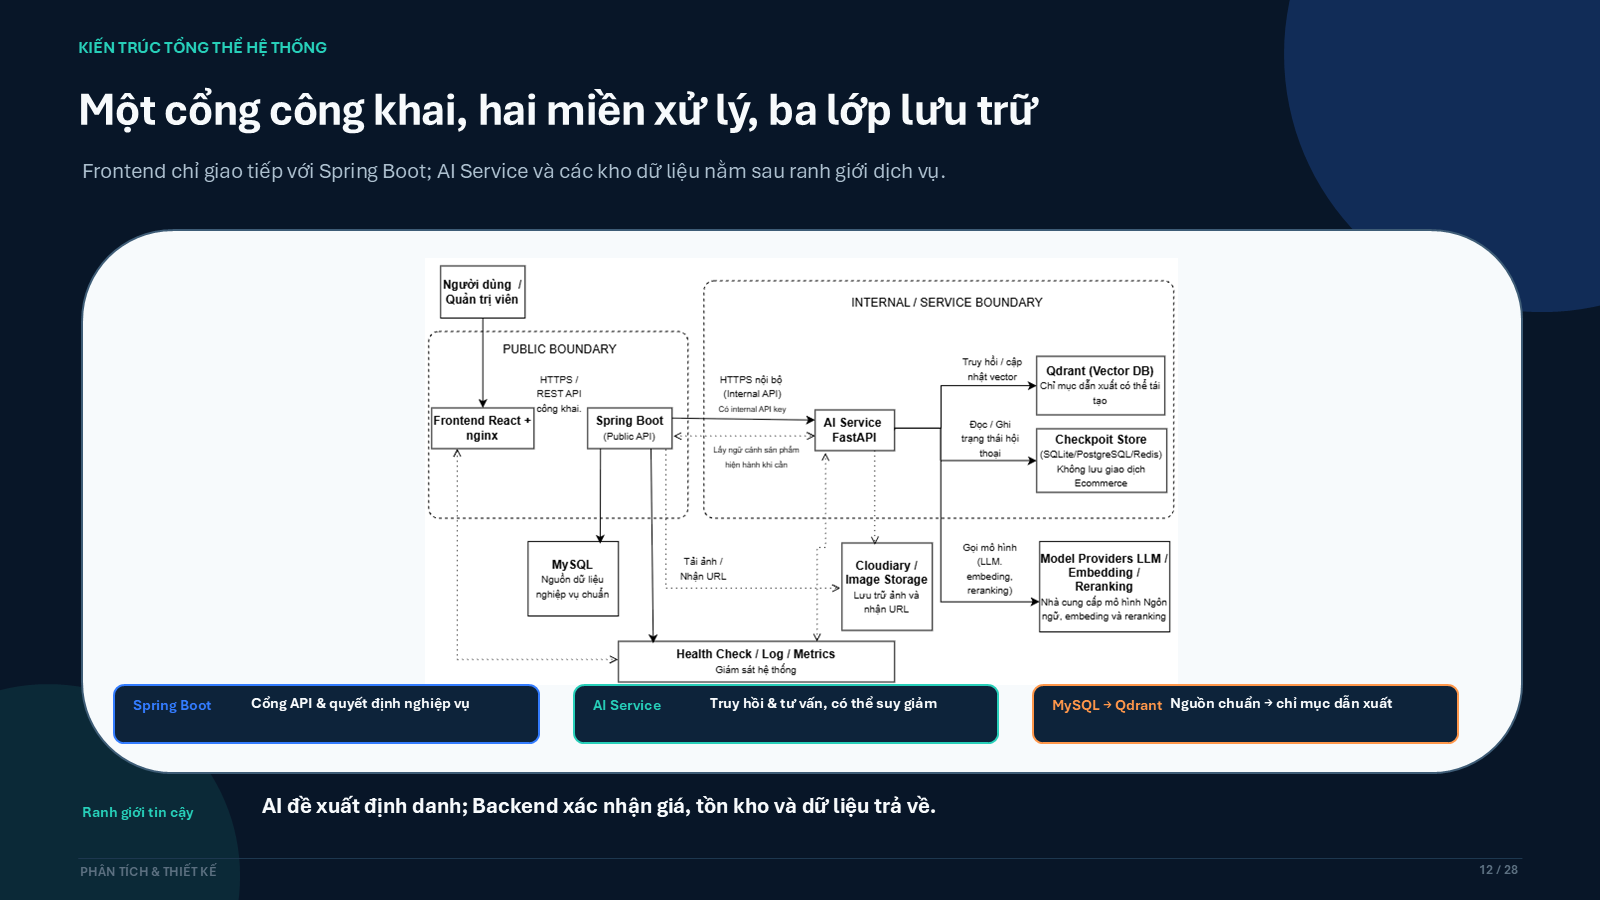 KIẾN TRÚC TỔNG THỂ HỆ THỐNG
Một cổng công khai, hai miền xử lý, ba lớp lưu trữ
Frontend chỉ giao tiếp với Spring Boot; AI Service và các kho dữ liệu nằm sau ranh giới dịch vụ.
Người dùng /
Quản trị viên
PUBLIC BOUNDARY
HTTPS /
REST API
công khai.
Frontend React +
nginx
Spring Boot
(Public API)
INTERNAL / SERVICE BOUNDARY
HTTPS nội bộ
(Internal API)
Có internal API key
Lấy ngữ cảnh sản phẩm
hiện hành khi cần
AI Service
FastAPI
Truy hồi / cập
nhật vector
Qdrant (Vector DB)
Chỉ mục dẫn xuất có thể tái
tạo
Đọc / Ghi
trạng thái hội
thoại
Checkpoit Store
(SQLite/PostgreSQL/Redis)
Không lưu giao dịch
Ecommerce
MySQL
Nguồn dữ liệu
nghiệp vụ chuẩn
Tải ảnh /
Nhận URL
Cloudiary /
Image Storage
Lưu trữ ảnh và
nhận URL
Gọi mô hình
(LLM.
embeding,
reranking)
Model Providers LLM /
Embedding /
Reranking
Nhà cung cấp mô hình Ngôn
ngữ, embeding và reranking
Health Check / Log / Metrics
Giám sát hệ thống
Spring Boot Cổng API & quyết định nghiệp vụ
AI Service Truy hồi & tư vấn, có thể suy giảm
MySQL → Qdrant Nguồn chuẩn → chỉ mục dẫn xuất
Ranh giới tin cậy AI đề xuất định danh; Backend xác nhận giá, tồn kho và dữ liệu trả về.
PHÂN TÍCH & THIẾT KẾ
12 / 28